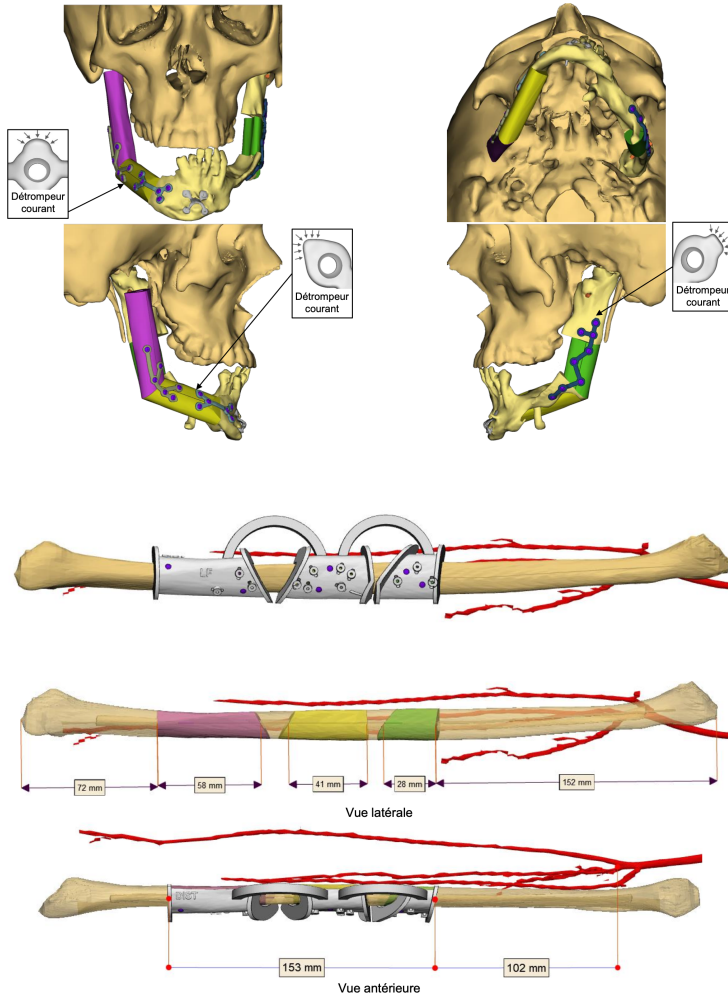 Détrompeur
courant
Détrompeur
courant
Détrompeur
courant
LF
72 mm
58 mm
41 mm
28 mm
152 mm
Vue latérale
DIST
153 mm
102 mm
Vue antérieure